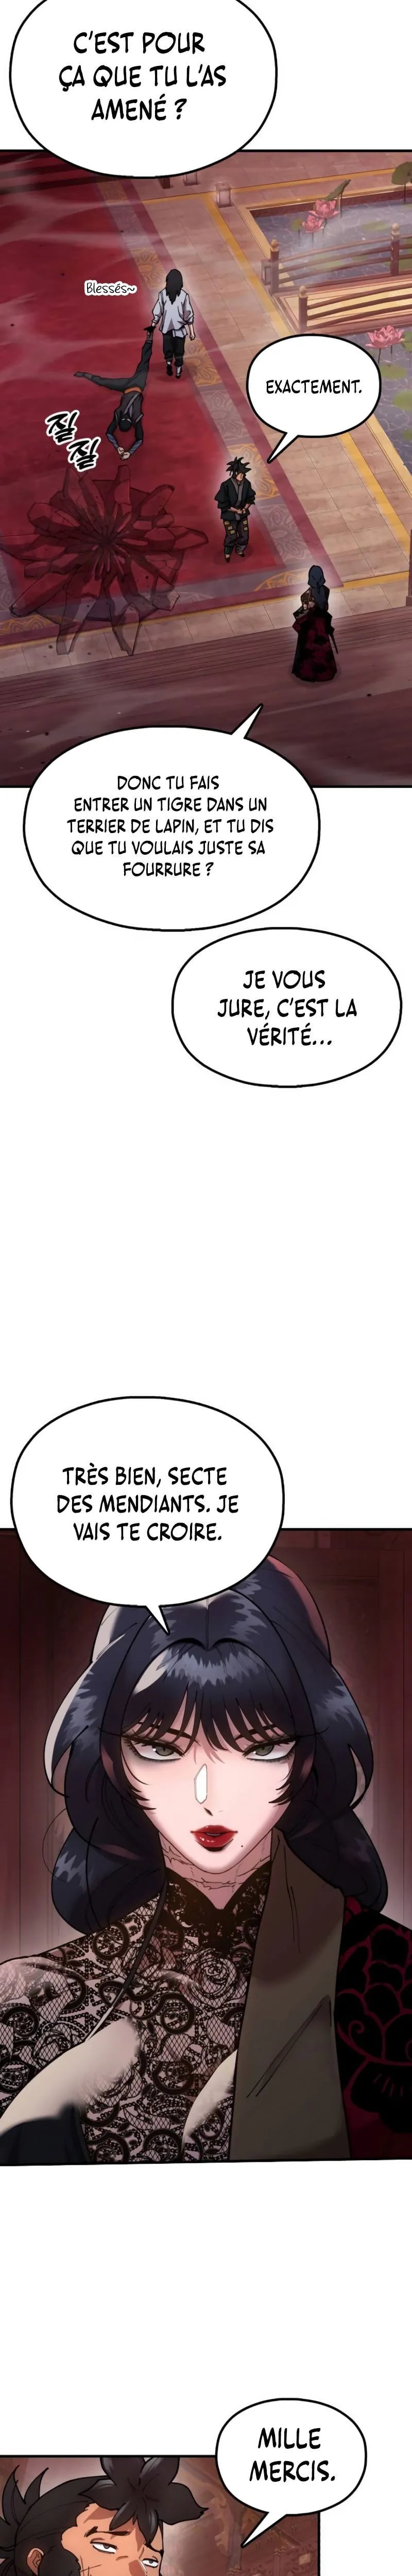 C'EST POUR
ÇA QUE TU L'AS
AMENÉ ?
Blessés~
EXACTEMENT.
질
질
DONC TU FAIS
ENTRER UN TIGRE DANS UN
TERRIER DE LAPIN, ET TU DIS
QUE TU VOULAIS JUSTE SA
FOURRURE ?
JE VOUS
JURE, C'EST LA
VÉRITÉ...
TRÈS BIEN, SECTE
DES MENDIANTS. JE
VAIS TE CROIRE.
MILLE
MERCIS.